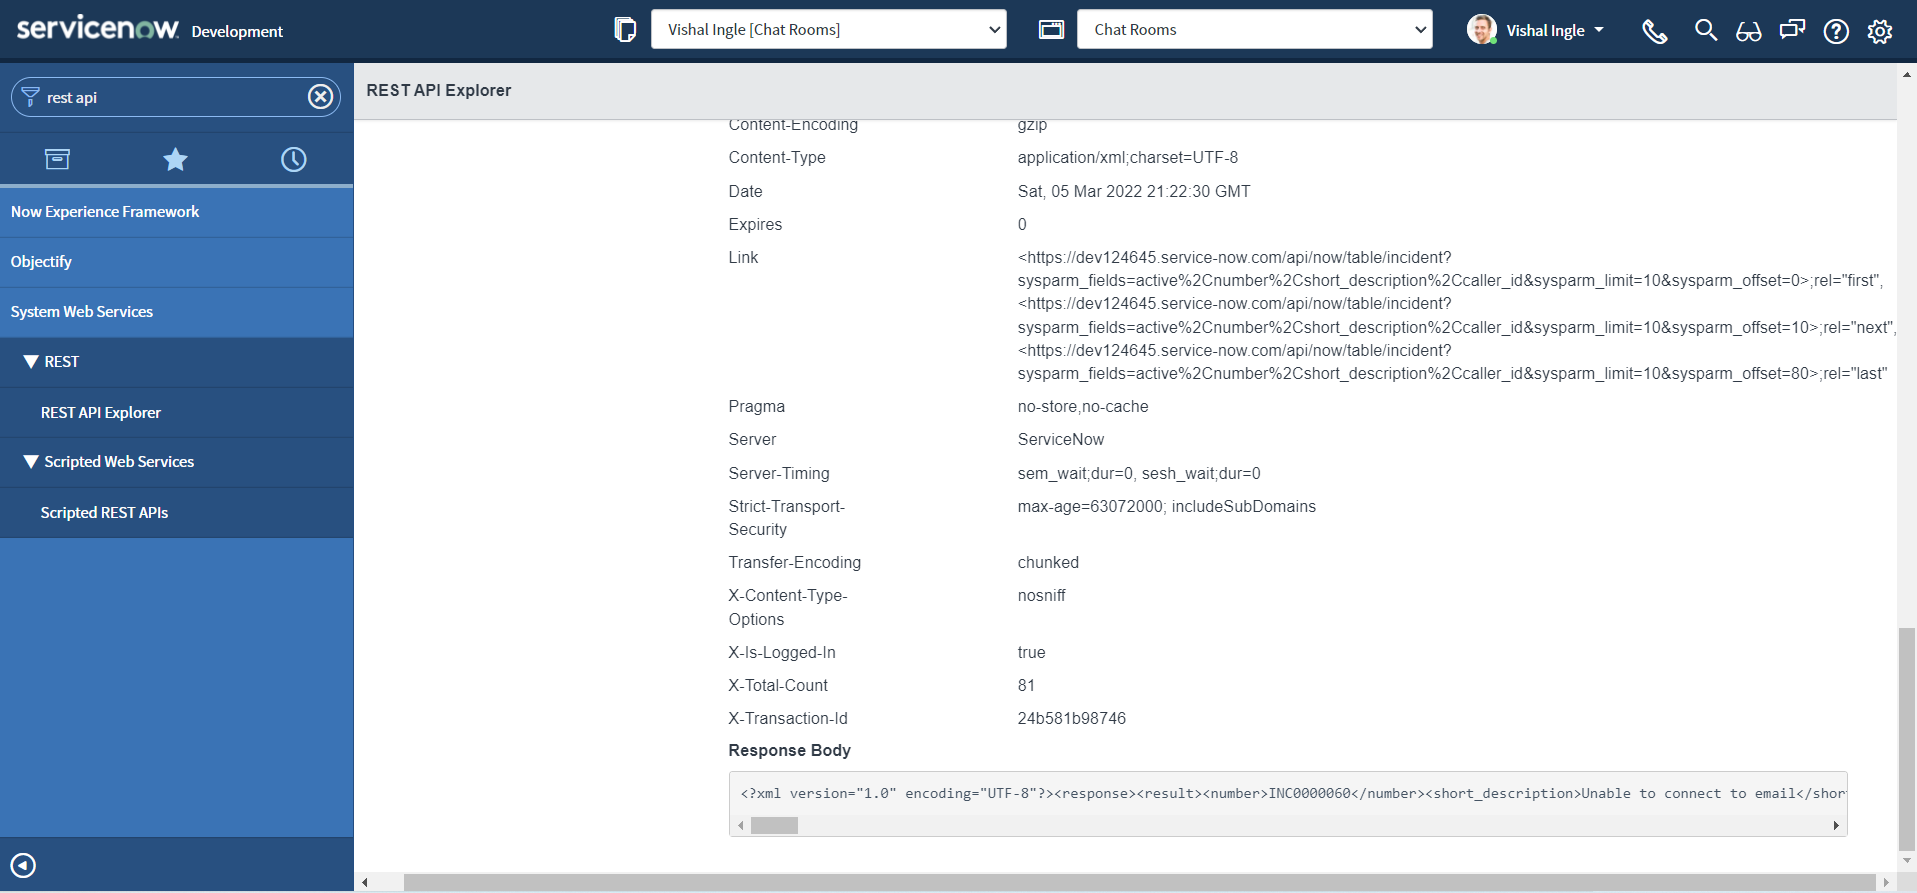 servicenow. Development
Vishal Ingle [Chat Rooms]
Chat Rooms
Vishal Ingle
rest api
Now Experience Framework
Objectify
System Web Services
REST
REST API Explorer
Scripted Web Services
Scripted REST APIs
REST API Explorer
Content-Encoding gzip
Content-Type application/xml;charset=UTF-8
Date Sat, 05 Mar 2022 21:22:30 GMT
Expires 0
Link <https://dev124645.service-now.com/api/now/table/incident?
sysparm_fields=active%2Cnumber%2Cshort_description%2Ccaller_id&sysparm_limit=10&sysparm_offset=0>;rel="first",
<https://dev124645.service-now.com/api/now/table/incident?
sysparm_fields=active%2Cnumber%2Cshort_description%2Ccaller_id&sysparm_limit=10&sysparm_offset=10>;rel="next",
<https://dev124645.service-now.com/api/now/table/incident?
sysparm_fields=active%2Cnumber%2Cshort_description%2Ccaller_id&sysparm_limit=10&sysparm_offset=80>;rel="last"
Pragma no-store,no-cache
Server ServiceNow
Server-Timing sem_wait;dur=0, sesh_wait;dur=0
Strict-Transport- max-age=63072000; includeSubDomains
Security
Transfer-Encoding chunked
X-Content-Type- nosniff
Options
X-Is-Logged-In true
X-Total-Count 81
X-Transaction-Id 24b581b98746
Response Body
<?xml version="1.0" encoding="UTF-8"?><response><result><number>INC0000060</number><short_description>Unable to connect to email</shor